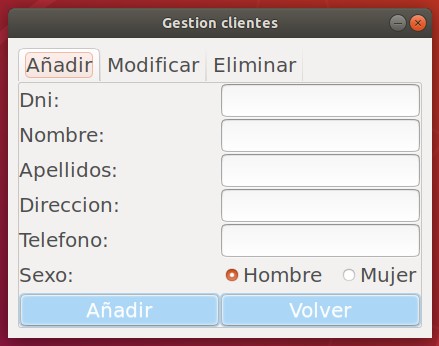 Gestion clientes
Añadir Modificar Eliminar
Dni:
Nombre:
Apellidos:
Direccion:
Telefono:
Sexo: Hombre Mujer
Añadir Volver